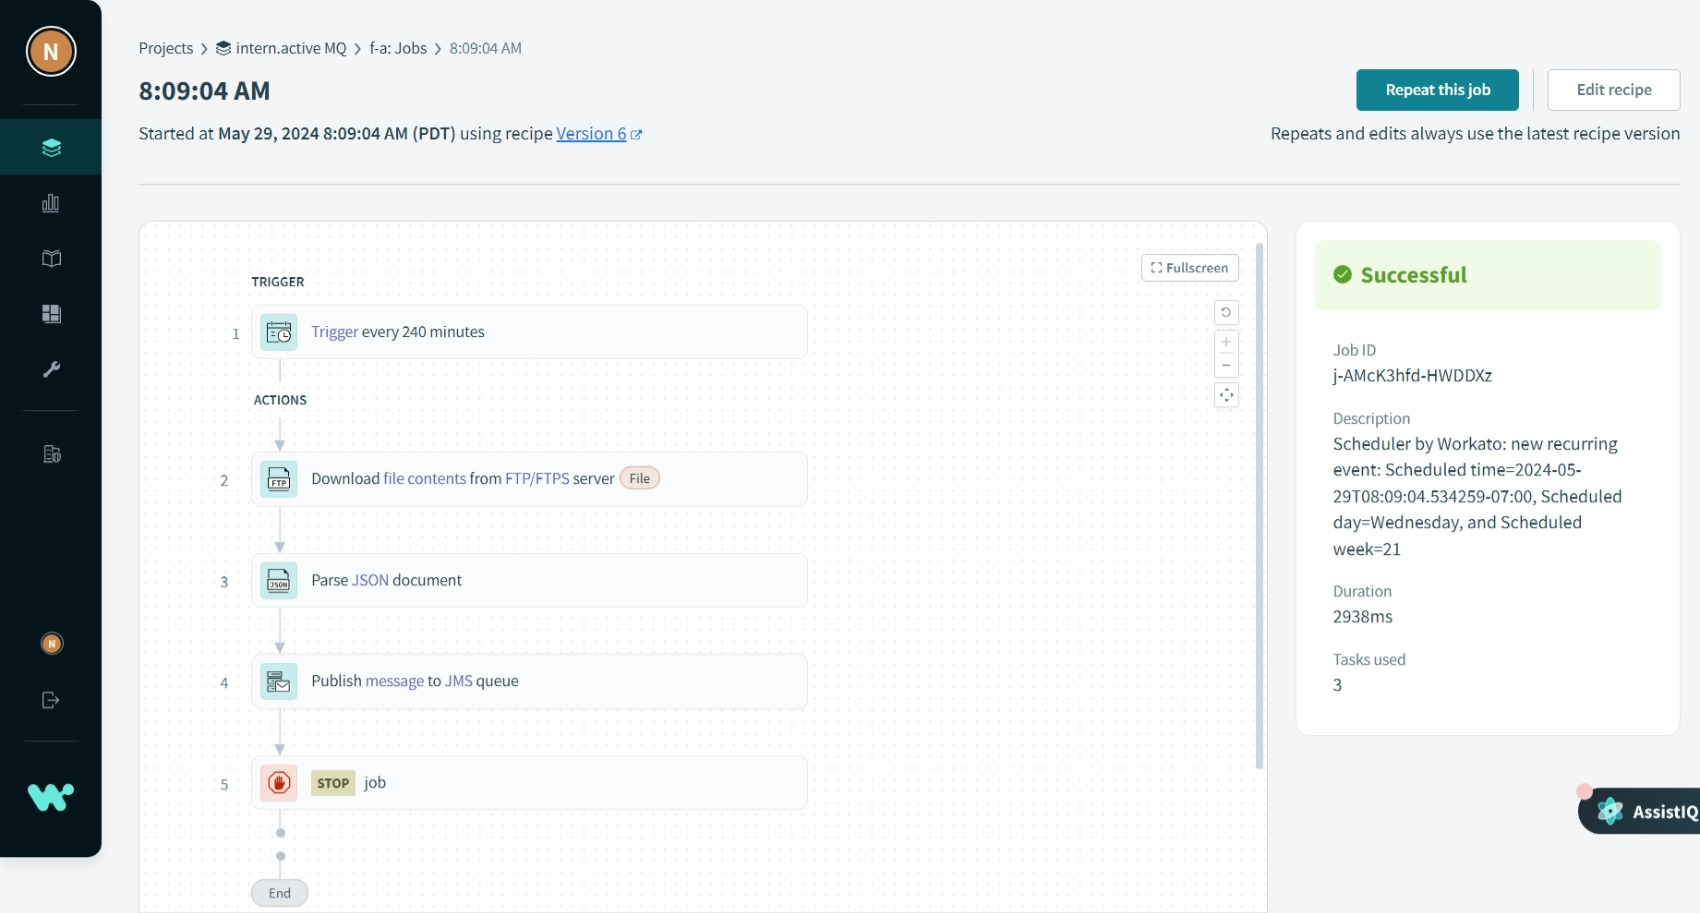 N
Projects > intern.active MQ > f-a: Jobs > 8:09:04 AM
8:09:04 AM
Started at May 29, 2024 8:09:04 AM (PDT) using recipe Version 6
Repeat this job
Edit recipe
Repeats and edits always use the latest recipe version
Fullscreen
TRIGGER
1 Trigger every 240 minutes
ACTIONS
2 FTP Download file contents from FTP/FTPS server File
3 JSON Parse JSON document
4 Publish message to JMS queue
5 STOP job
End
Successful
Job ID
j-AMcK3hfd-HWDDXz
Description
Scheduler by Workato: new recurring
event: Scheduled time=2024-05-
29T08:09:04.534259-07:00, Scheduled
day=Wednesday, and Scheduled
week=21
Duration
2938ms
Tasks used
3
N
AssistIQ